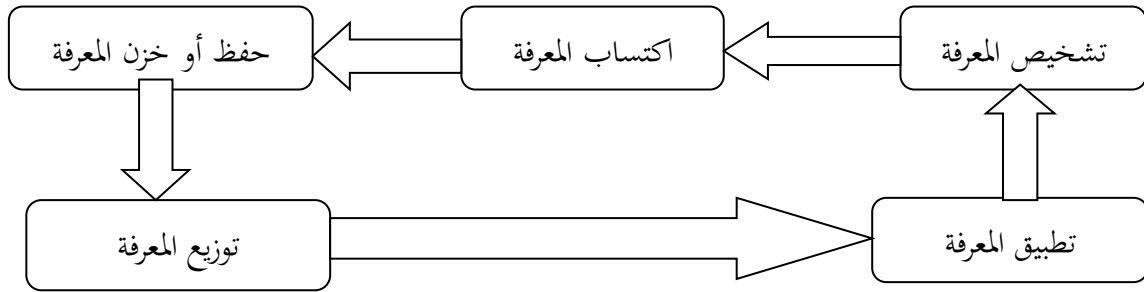 تشخيص المعرفة
اكتساب المعرفة
حفظ أو خزن المعرفة
توزيع المعرفة
تطبيق المعرفة